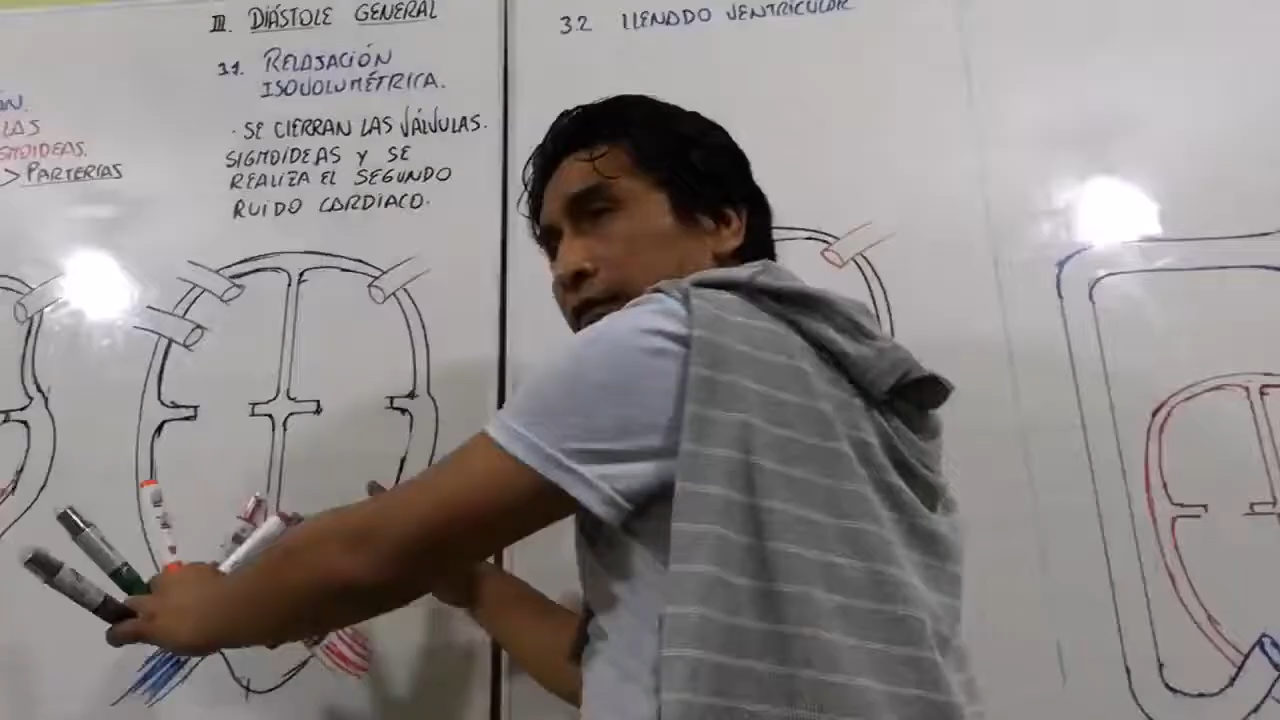 III. DIÁSTOLE GENERAL
3.1. RELAJACIÓN
ISOVOLUMÉTRICA.
· SE CIERRAN LAS VÁLVULAS.
SIGMOIDEAS Y SE
REALIZA EL SEGUNDO
RUIDO CARDIACO.
3.2 LLENADO VENTRICULAR
LAS
> PARTERIAS